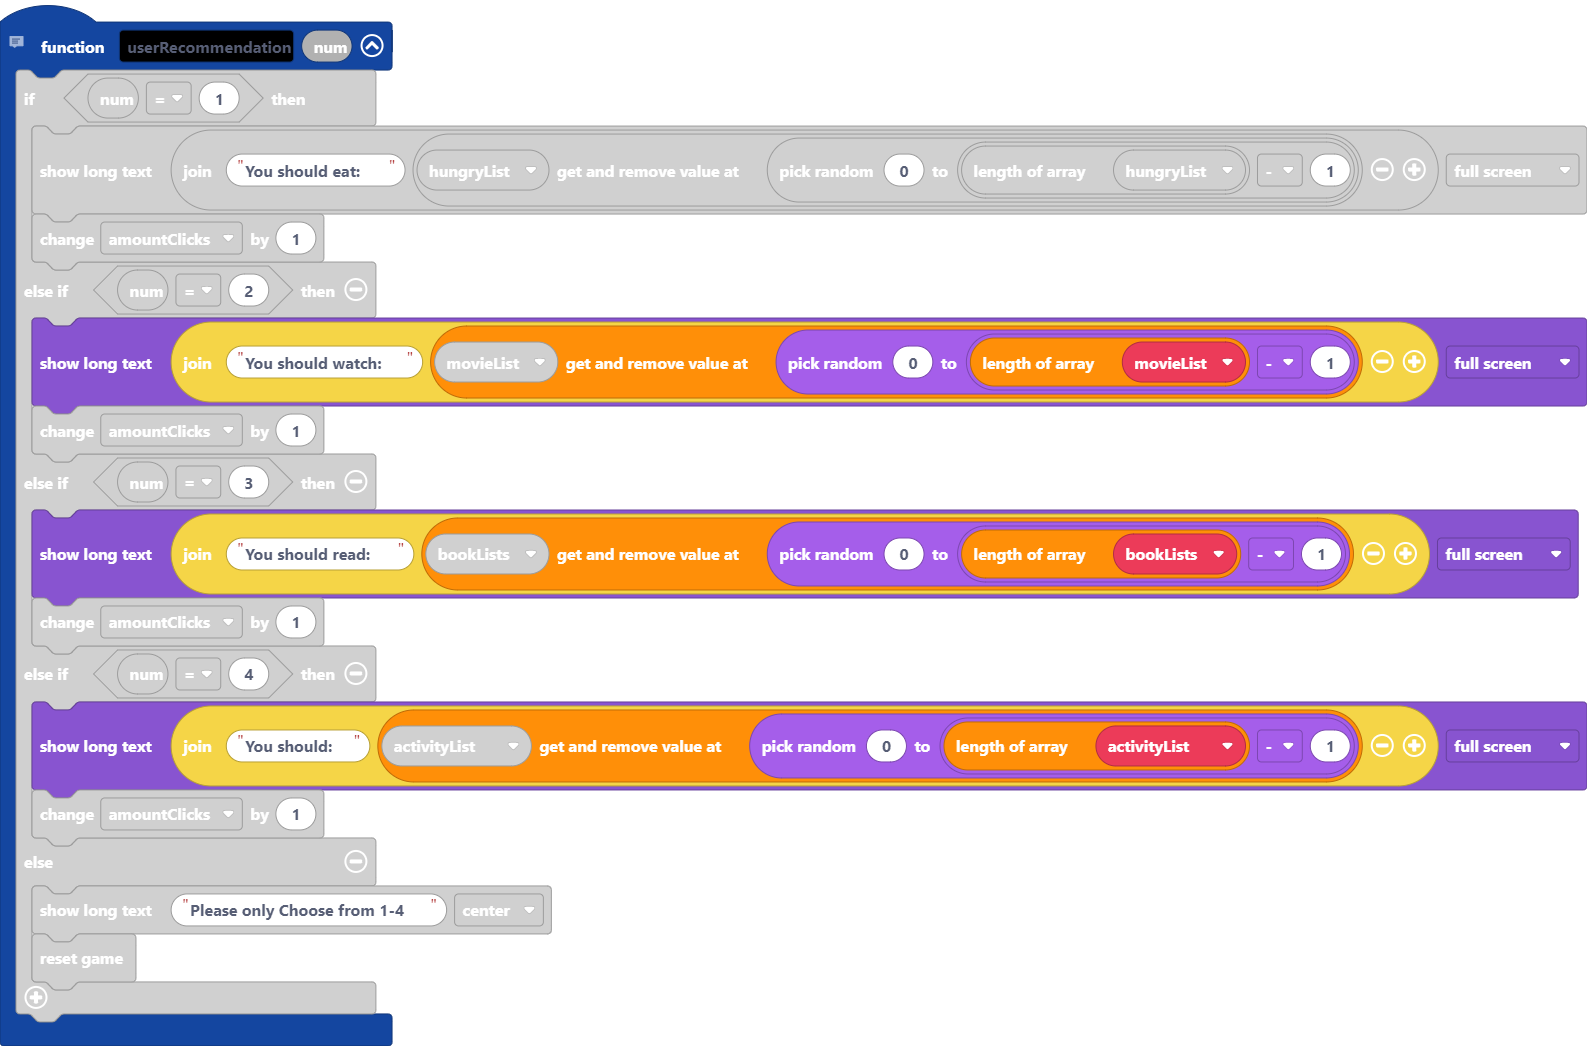 function userRecommendation num
if num = 1 then
show long text join "You should eat: " hungryList get and remove value at pick random 0 to length of array hungryList - 1 full screen
change amountClicks by 1
else if num = 2 then
show long text join "You should watch: " movieList get and remove value at pick random 0 to length of array movieList - 1 full screen
change amountClicks by 1
else if num = 3 then
show long text join "You should read: " bookLists get and remove value at pick random 0 to length of array bookLists - 1 full screen
change amountClicks by 1
else if num = 4 then
show long text join "You should: " activityList get and remove value at pick random 0 to length of array activityList - 1 full screen
change amountClicks by 1
else
show long text "Please only Choose from 1-4 " center
reset game